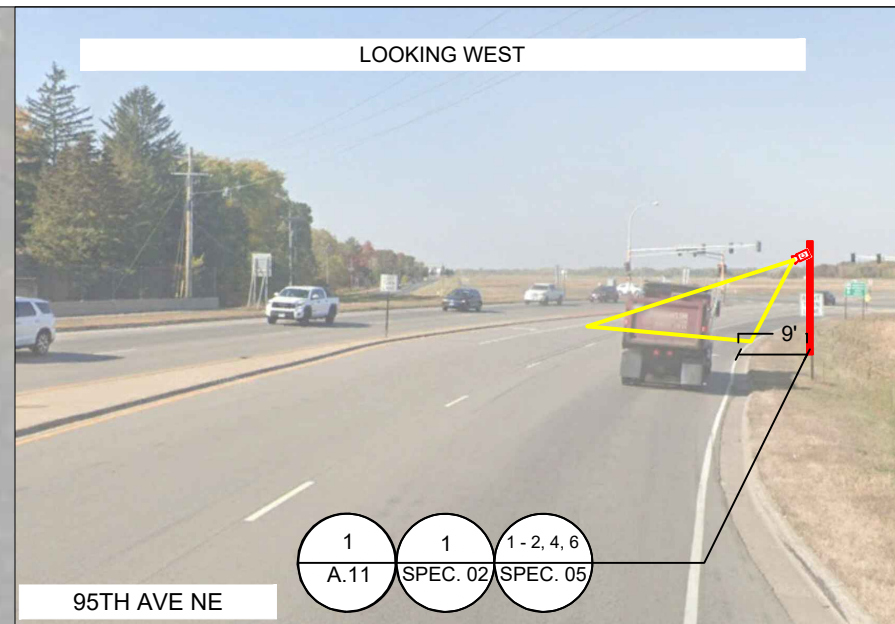 LOOKING WEST
9'
1
A.11
1
SPEC. 02
1 - 2, 4, 6
SPEC. 05
95TH AVE NE